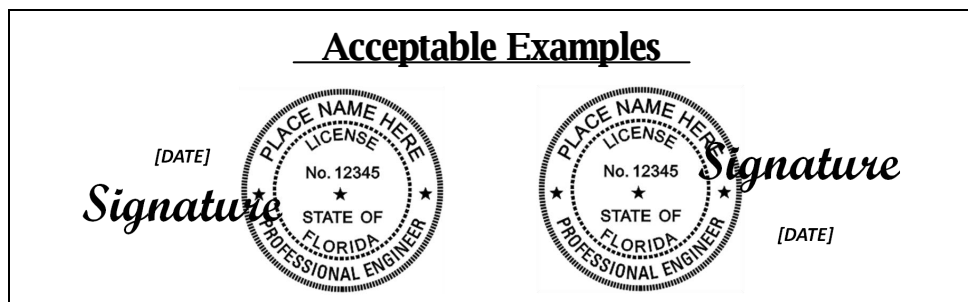 Acceptable Examples
[DATE]
Signature
PLACE NAME HERE
LICENSE
No. 12345
STATE OF
FLORIDA
PROFESSIONAL ENGINEER
PLACE NAME HERE
LICENSE
No. 12345
STATE OF
FLORIDA
PROFESSIONAL ENGINEER
Signature
[DATE]